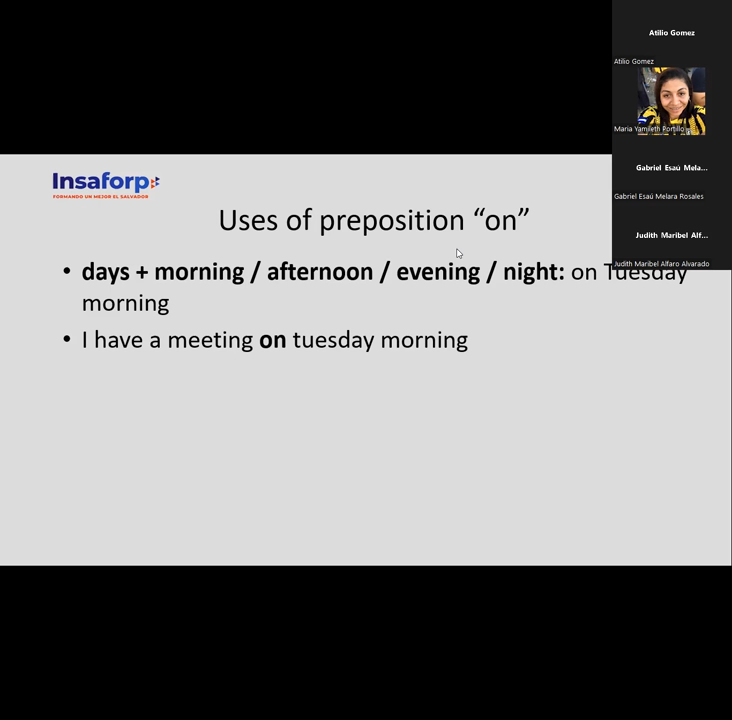 Atilio Gomez
Atilio Gomez
Maria Yamileth Portillo
Gabriel Esaú Mela...
Gabriel Esaú Melara Rosales
Judith Maribel Alf...
Judith Maribel Alfaro Alvarado
Insaforp
FORMANDO UN MEJOR EL SALVADOR
Uses of preposition “on”
• days + morning / afternoon / evening / night: on Tuesday
morning
• I have a meeting on tuesday morning